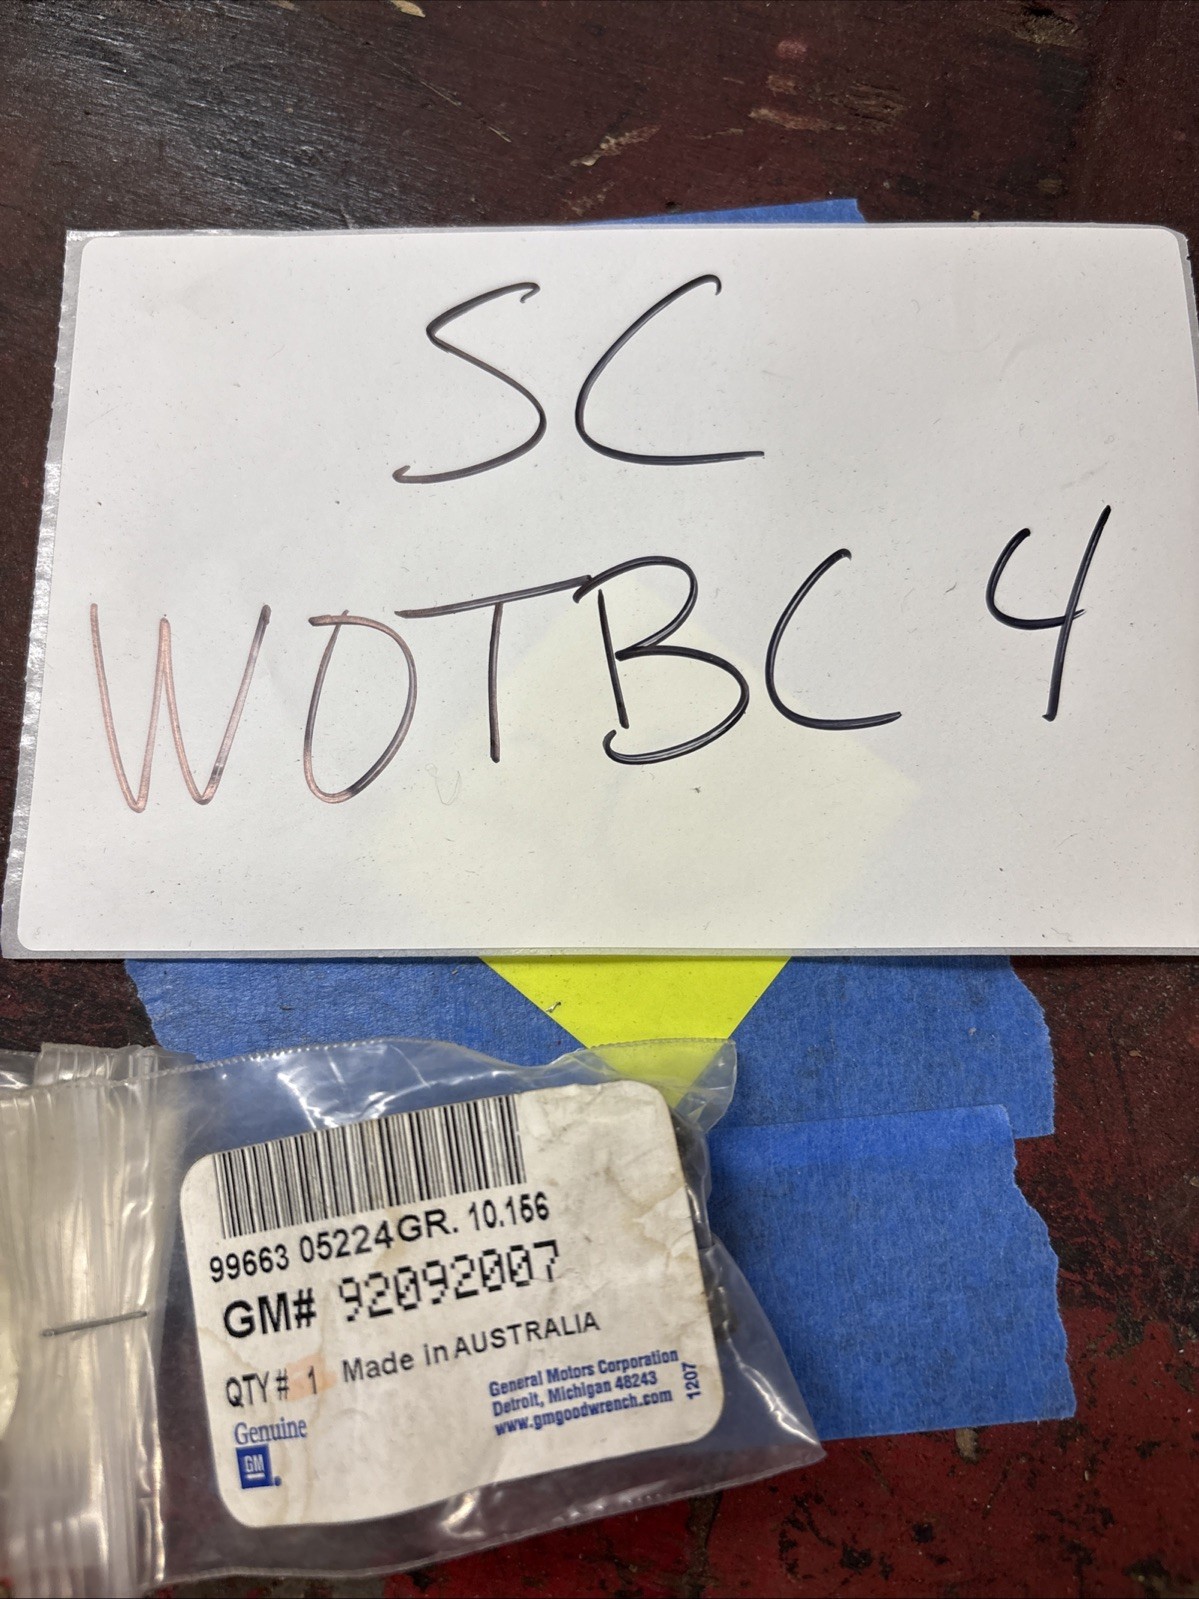 SC
WOTBC 4
99663 05224GR. 10.156
GM# 92092007
QTY# 1 Made in AUSTRALIA
Genuine
GM
General Motors Corporation
Detroit, Michigan 48243
www.gmgoodwrench.com
1207